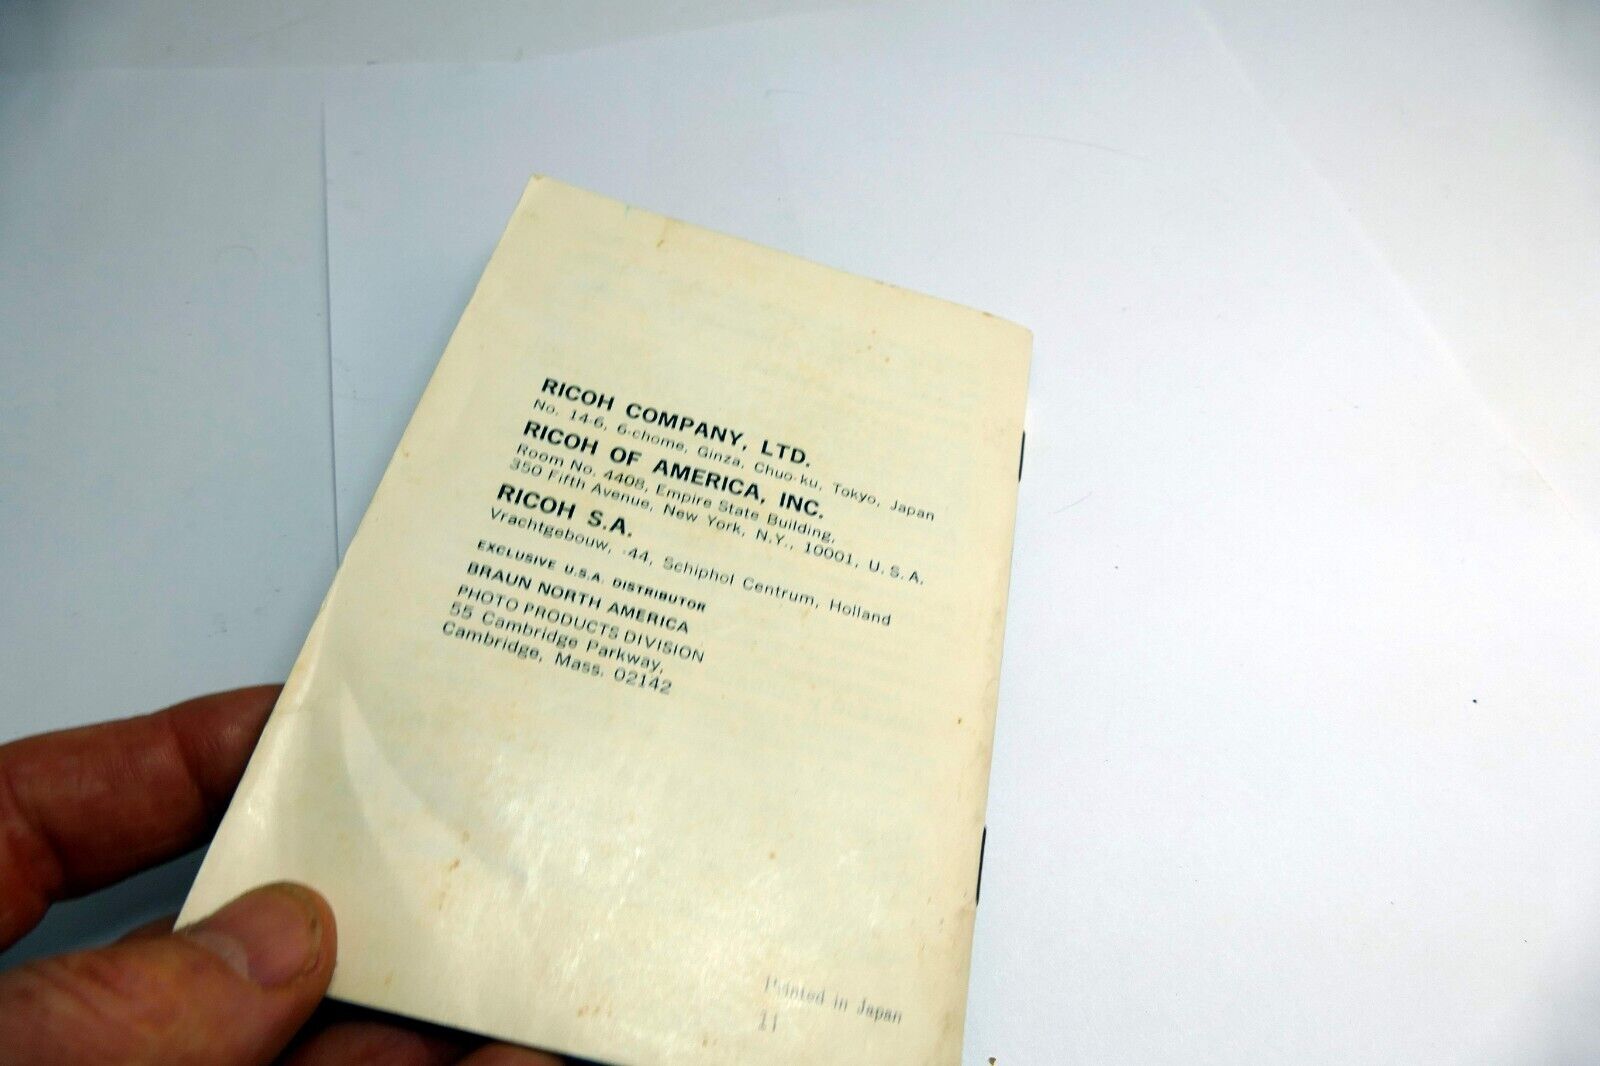 RICOH COMPANY, LTD.
No. 14-6, 6-chome, Ginza, Chuo-ku, Tokyo, Japan
RICOH OF AMERICA, INC.
Room No. 4408, Empire State Building,
350 Fifth Avenue, New York, N.Y., 10001, U.S.A.
RICOH S.A.
Vrachtgebouw, -44, Schiphol Centrum, Holland
EXCLUSIVE U.S.A. DISTRIBUTOR
BRAUN NORTH AMERICA
PHOTO PRODUCTS DIVISION
55 Cambridge Parkway,
Cambridge, Mass. 02142
Printed in Japan
11